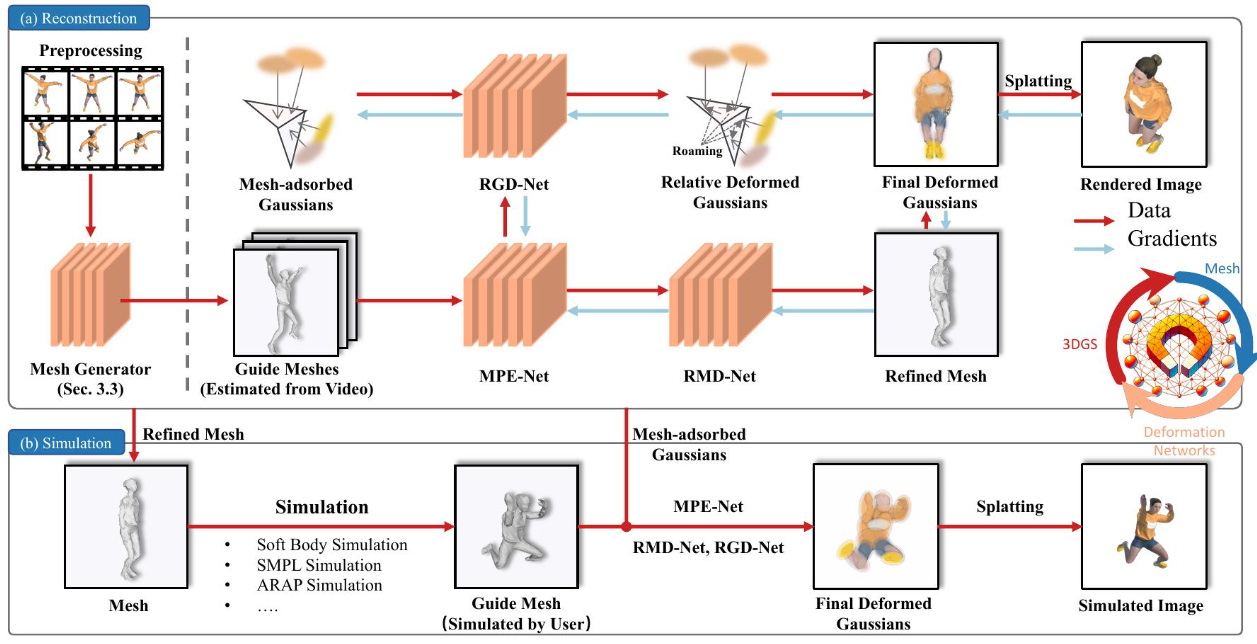 (a) Reconstruction
Preprocessing
Splatting
Roaming
Mesh-adsorbed
Gaussians
RGD-Net
Relative Deformed
Gaussians
Final Deformed
Gaussians
Rendered Image
Data
Gradients
Mesh
3DGS
Deformation
Networks
Mesh Generator
(Sec. 3.3)
Guide Meshes
(Estimated from Video)
MPE-Net
RMD-Net
Refined Mesh
(b) Simulation
Refined Mesh
Mesh-adsorbed
Gaussians
Simulation
• Soft Body Simulation
• SMPL Simulation
• ARAP Simulation
• ….
MPE-Net
RMD-Net, RGD-Net
Splatting
Mesh
Guide Mesh
(Simulated by User)
Final Deformed
Gaussians
Simulated Image